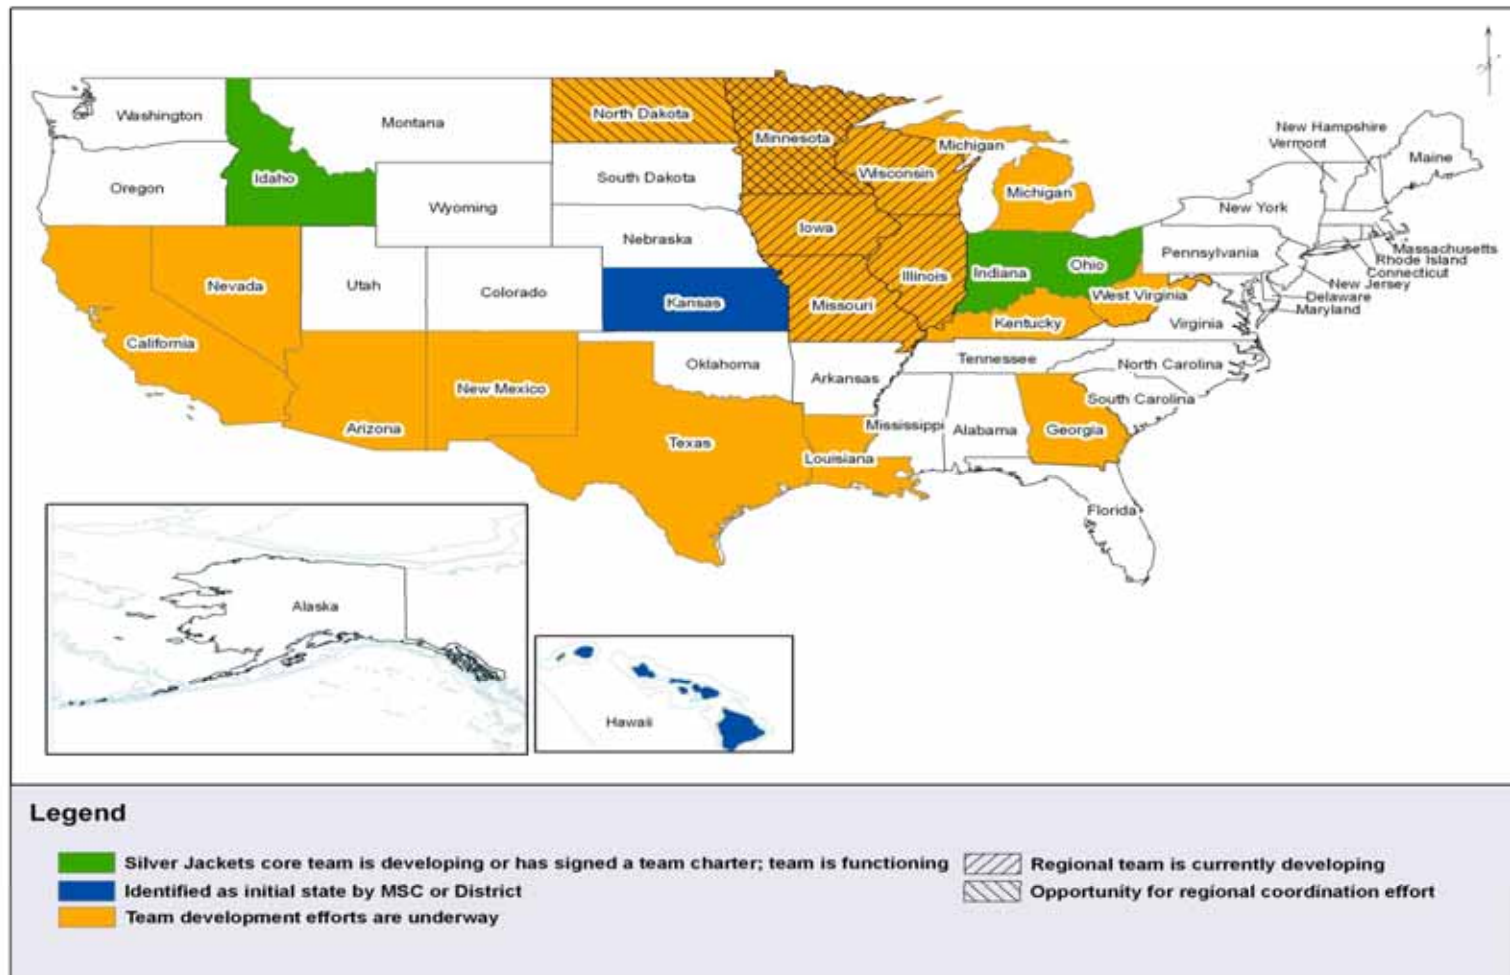 Washington
Montana
North Dakota
Minnesota
Michigan
New Hampshire
Vermont
Maine
Oregon
Idaho
South Dakota
Wisconsin
Michigan
Wyoming
New York
Iowa
Nebraska
Massachusetts
Pennsylvania
Rhode Island
Connecticut
Nevada
Utah
Colorado
Kansas
Missouri
Illinois
Indiana
Ohio
New Jersey
West Virginia
Delaware
Maryland
California
Kentucky
Virginia
Oklahoma
Tennessee
North Carolina
Arkansas
New Mexico
South Carolina
Arizona
Texas
Mississippi
Alabama
Georgia
Louisiana
Florida
Alaska
Hawaii
Legend
Silver Jackets core team is developing or has signed a team charter; team is functioning
Identified as initial state by MSC or District
Team development efforts are underway
Regional team is currently developing
Opportunity for regional coordination effort